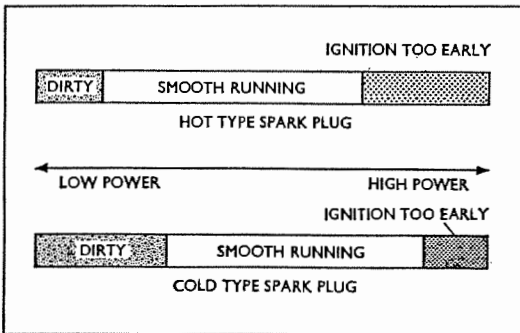 IGNITION TOO EARLY
DIRTY SMOOTH RUNNING
HOT TYPE SPARK PLUG
LOW POWER HIGH POWER
IGNITION TOO EARLY
DIRTY SMOOTH RUNNING
COLD TYPE SPARK PLUG